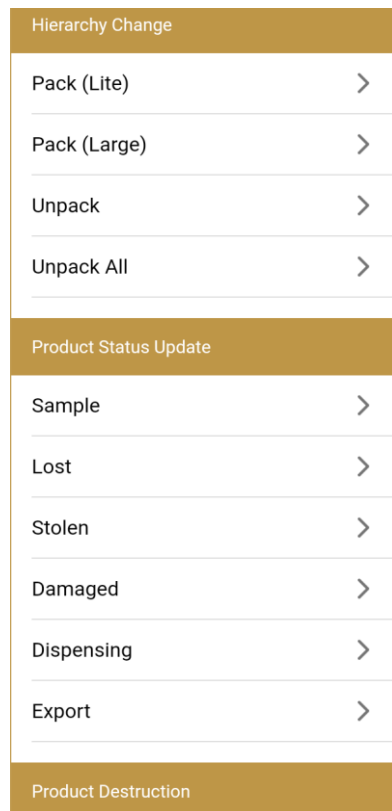 Hierarchy Change
Pack (Lite)
Pack (Large)
Unpack
Unpack All
Product Status Update
Sample
Lost
Stolen
Damaged
Dispensing
Export
Product Destruction